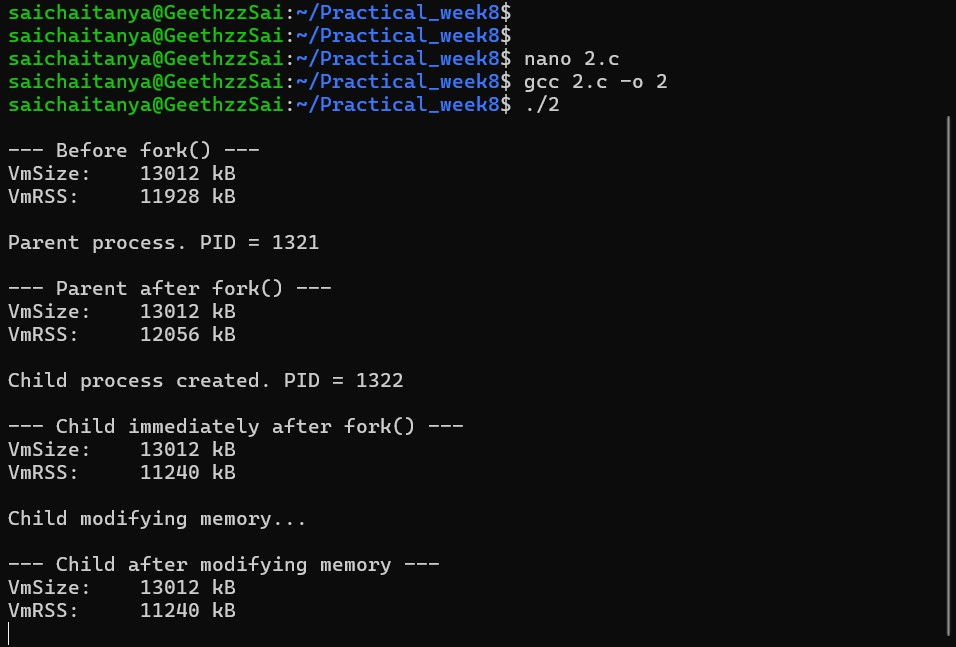 saichaitanya@GeethzzSai:~/Practical_week8$
saichaitanya@GeethzzSai:~/Practical_week8$
saichaitanya@GeethzzSai:~/Practical_week8$ nano 2.c
saichaitanya@GeethzzSai:~/Practical_week8$ gcc 2.c -o 2
saichaitanya@GeethzzSai:~/Practical_week8$ ./2
--- Before fork() ---
VmSize:    13012 kB
VmRSS:     11928 kB
Parent process. PID = 1321
--- Parent after fork() ---
VmSize:    13012 kB
VmRSS:     12056 kB
Child process created. PID = 1322
--- Child immediately after fork() ---
VmSize:    13012 kB
VmRSS:     11240 kB
Child modifying memory...
--- Child after modifying memory ---
VmSize:    13012 kB
VmRSS:     11240 kB